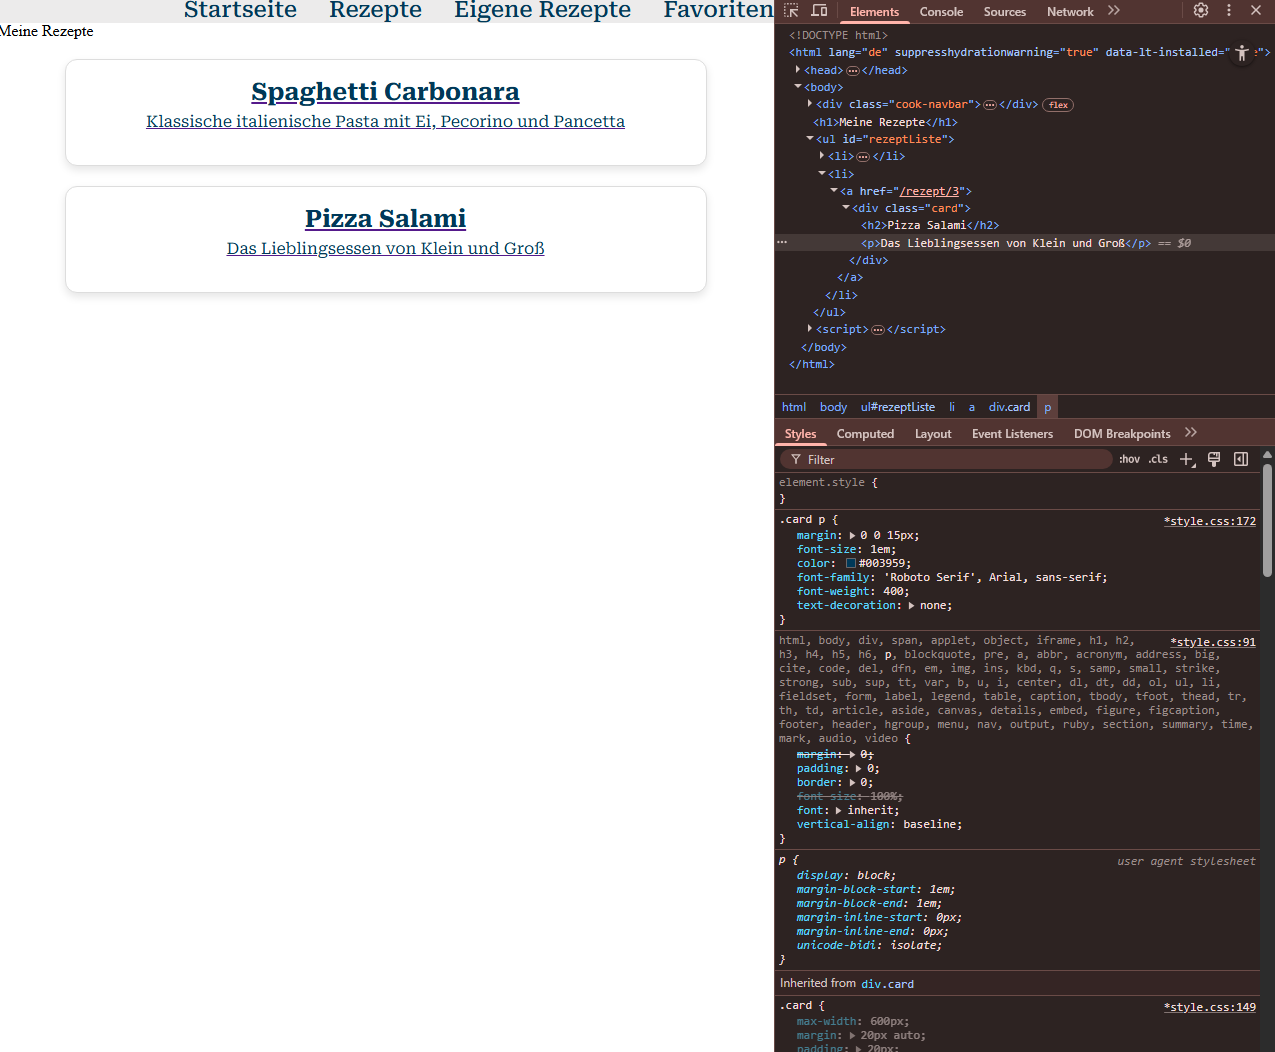 Startseite Rezepte Eigene Rezepte Favoriten
Meine Rezepte
Spaghetti Carbonara
Klassische italienische Pasta mit Ei, Pecorino und Pancetta
Pizza Salami
Das Lieblingsessen von Klein und Groß
Elements Console Sources Network
<!DOCTYPE html>
<html lang="de" suppresshydrationwarning="true" data-lt-installed="
<head> … </head>
<body>
<div class="cook-navbar"> … </div> flex
<h1>Meine Rezepte</h1>
<ul id="rezeptListe">
<li> … </li>
<li>
<a href="/rezept/3">
<div class="card">
<h2>Pizza Salami</h2>
<p>Das Lieblingsessen von Klein und Groß</p> == $0
</div>
</a>
</li>
</ul>
<script> … </script>
</body>
</html>
html body ul#rezeptListe li a div.card p
Styles Computed Layout Event Listeners DOM Breakpoints
Filter :hov .cls
element.style {
}
.card p { *style.css:172
margin: 0 0 15px;
font-size: 1em;
color: #003959;
font-family: 'Roboto Serif', Arial, sans-serif;
font-weight: 400;
text-decoration: none;
}
html, body, div, span, applet, object, iframe, h1, h2, *style.css:91
h3, h4, h5, h6, p, blockquote, pre, a, abbr, acronym, address, big,
cite, code, del, dfn, em, img, ins, kbd, q, s, samp, small, strike,
strong, sub, sup, tt, var, b, u, i, center, dl, dt, dd, ol, ul, li,
fieldset, form, label, legend, table, caption, tbody, tfoot, thead, tr,
th, td, article, aside, canvas, details, embed, figure, figcaption,
footer, header, hgroup, menu, nav, output, ruby, section, summary, time,
mark, audio, video {
margin: 0;
padding: 0;
border: 0;
font-size: 100%;
font: inherit;
vertical-align: baseline;
}
p { user agent stylesheet
display: block;
margin-block-start: 1em;
margin-block-end: 1em;
margin-inline-start: 0px;
margin-inline-end: 0px;
unicode-bidi: isolate;
}
Inherited from div.card
.card { *style.css:149
max-width: 600px;
margin: 20px auto;
padding: 20px;